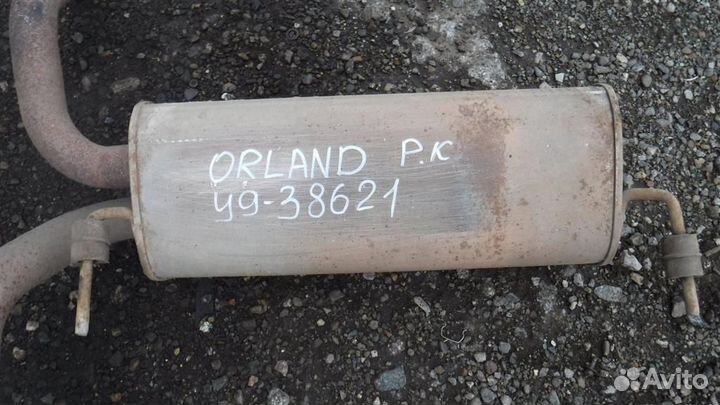 ORLAND P.K
У9-38621
Avito